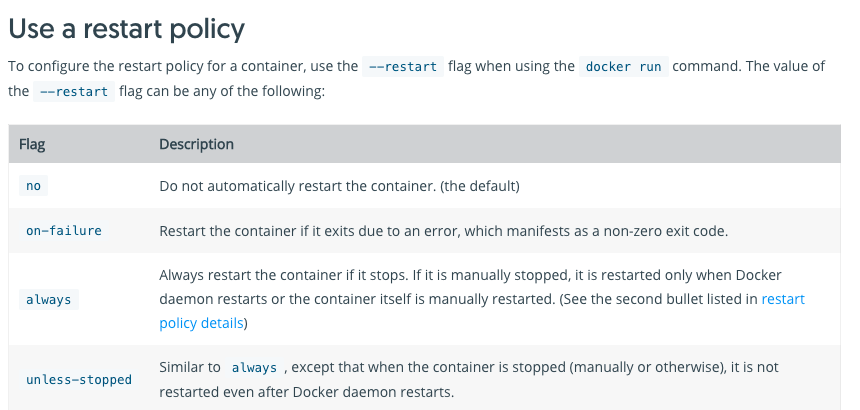 Use a restart policy
To configure the restart policy for a container, use the --restart flag when using the docker run command. The value of
the --restart flag can be any of the following:
Flag Description
no Do not automatically restart the container. (the default)
on-failure Restart the container if it exits due to an error, which manifests as a non-zero exit code.
Always restart the container if it stops. If it is manually stopped, it is restarted only when Docker
always daemon restarts or the container itself is manually restarted. (See the second bullet listed in restart
policy details)
Similar to always , except that when the container is stopped (manually or otherwise), it is not
unless-stopped
restarted even after Docker daemon restarts.